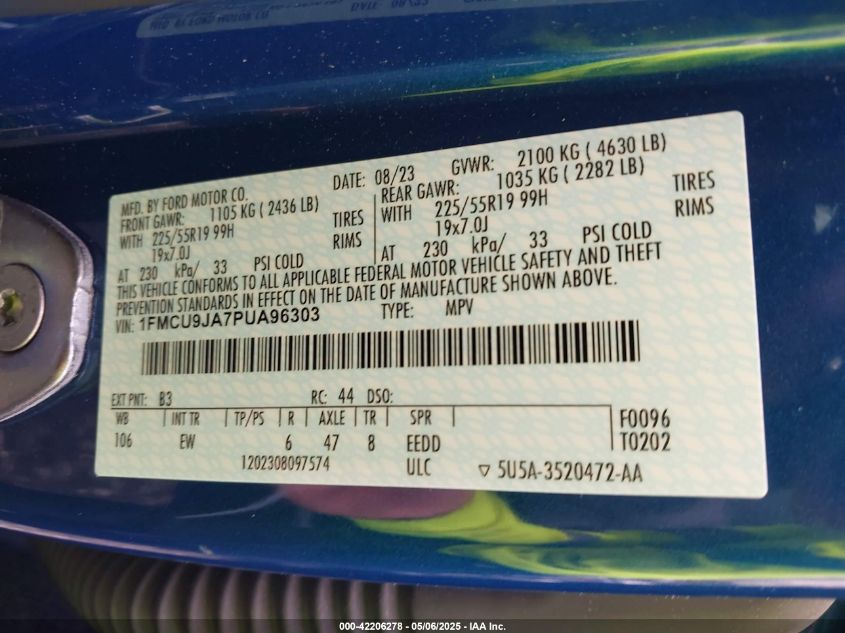 MFD. BY FORD MOTOR CO. DATE: 08/23 GVWR: 2100 KG ( 4630 LB)
FRONT GAWR: 1105 KG ( 2436 LB) REAR GAWR: 1035 KG ( 2282 LB)
WITH 225/55R19 99H TIRES WITH 225/55R19 99H TIRES
19x7.0J RIMS 19x7.0J RIMS
AT 230 kPa/ 33 PSI COLD AT 230 kPa/ 33 PSI COLD
THIS VEHICLE CONFORMS TO ALL APPLICABLE FEDERAL MOTOR VEHICLE SAFETY AND THEFT
PREVENTION STANDARDS IN EFFECT ON THE DATE OF MANUFACTURE SHOWN ABOVE.
VIN: 1FMCU9JA7PUA96303 TYPE: MPV
EXT PNT: B3 RC: 44 DSO:
WB | INT TR | TP/PS | R | AXLE | TR | SPR | F0096
106 EW 6 47 8 EEDD T0202
1202308097574 ULC ▽ 5U5A-3520472-AA
000-42206278 - 05/06/2025 - IAA Inc.